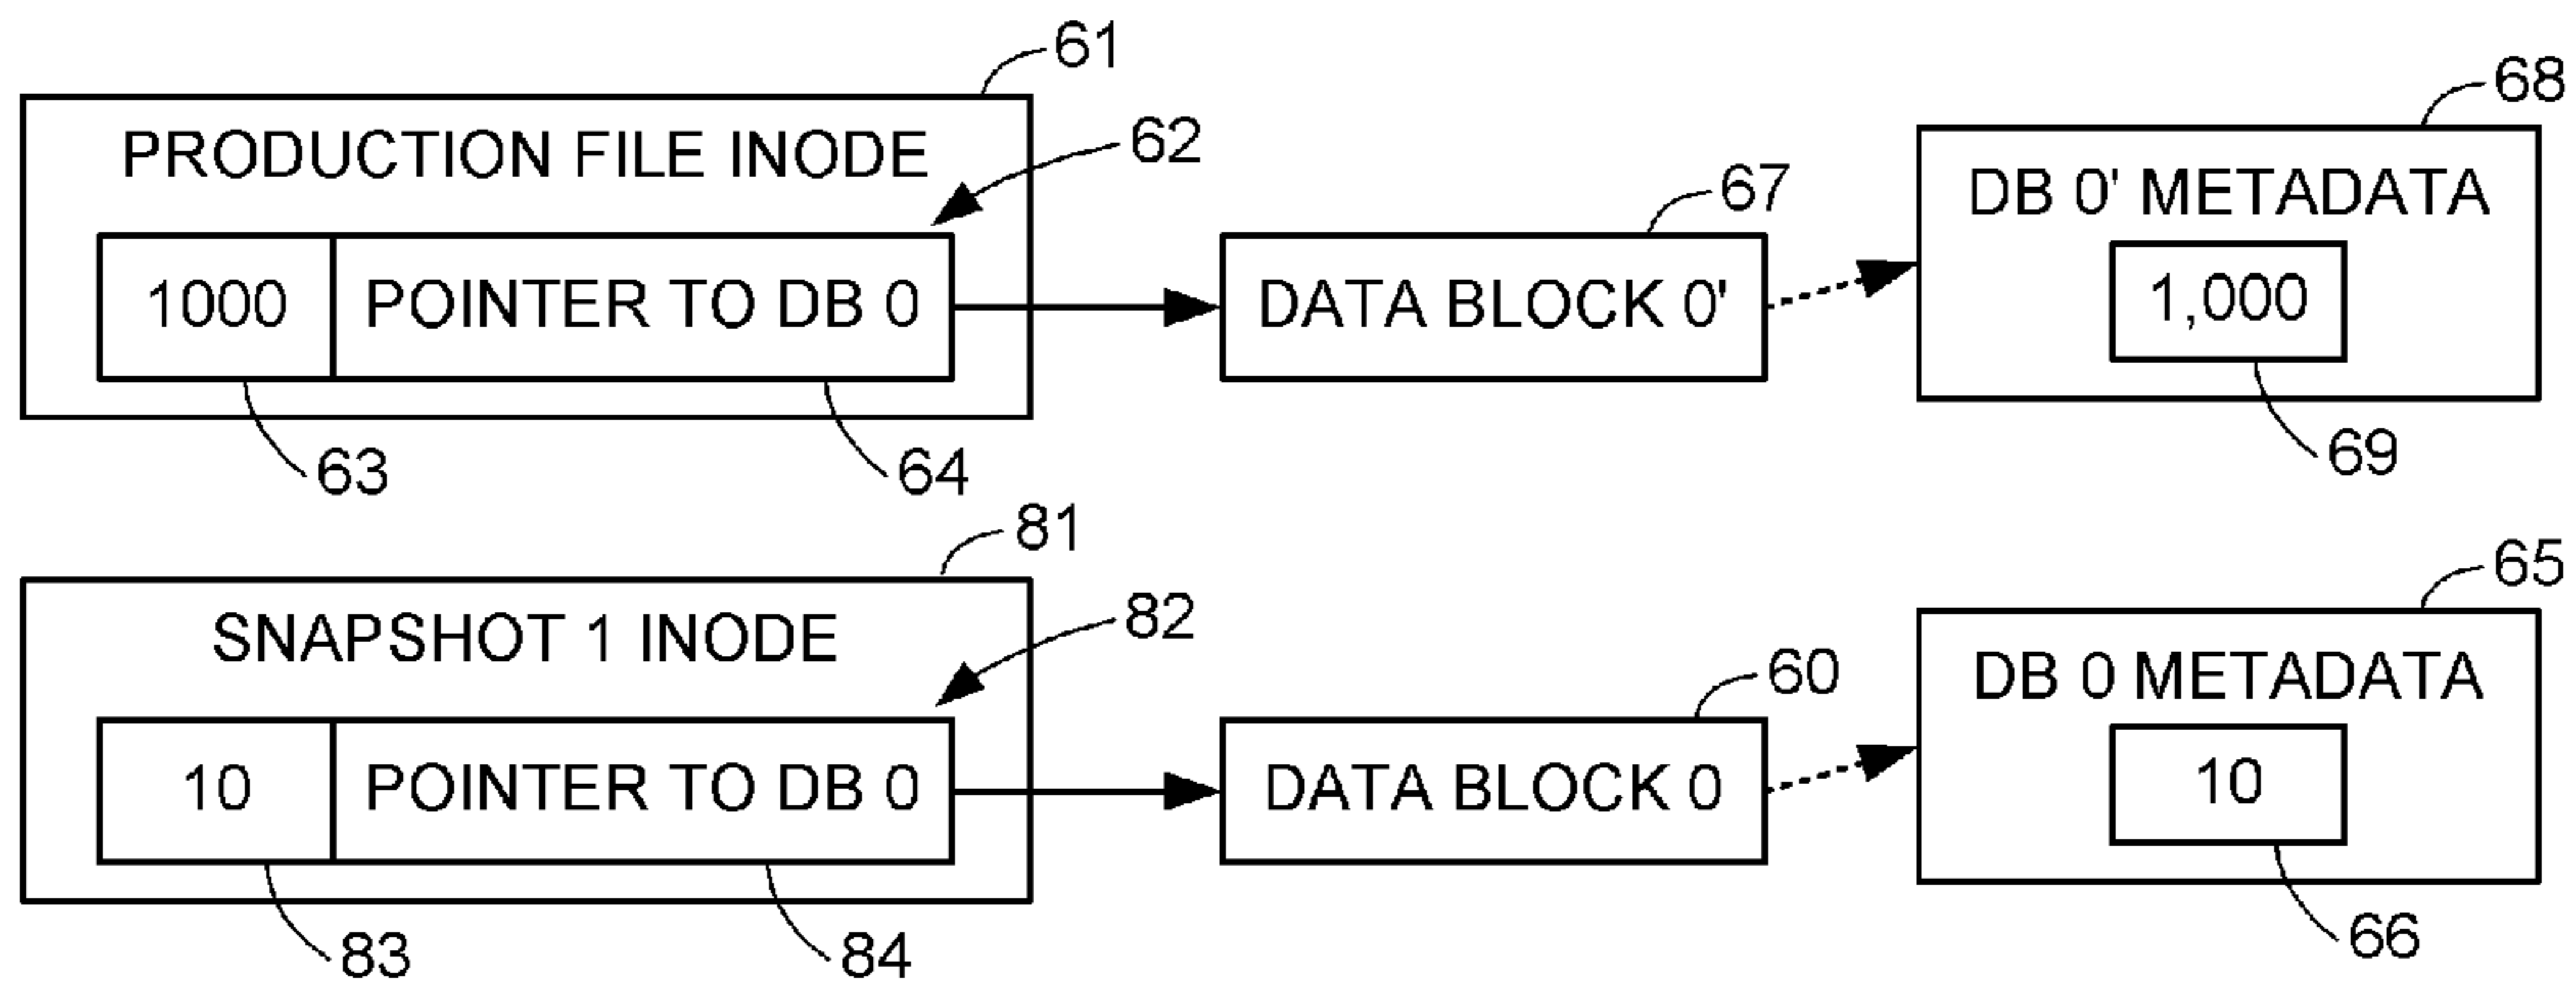 61
68
PRODUCTION FILE INODE
62
67
DB 0' METADATA
1000 POINTER TO DB 0
DATA BLOCK 0'
1,000
63
64
69
81
65
SNAPSHOT 1 INODE
82
60
DB 0 METADATA
10 POINTER TO DB 0
DATA BLOCK 0
10
83
84
66